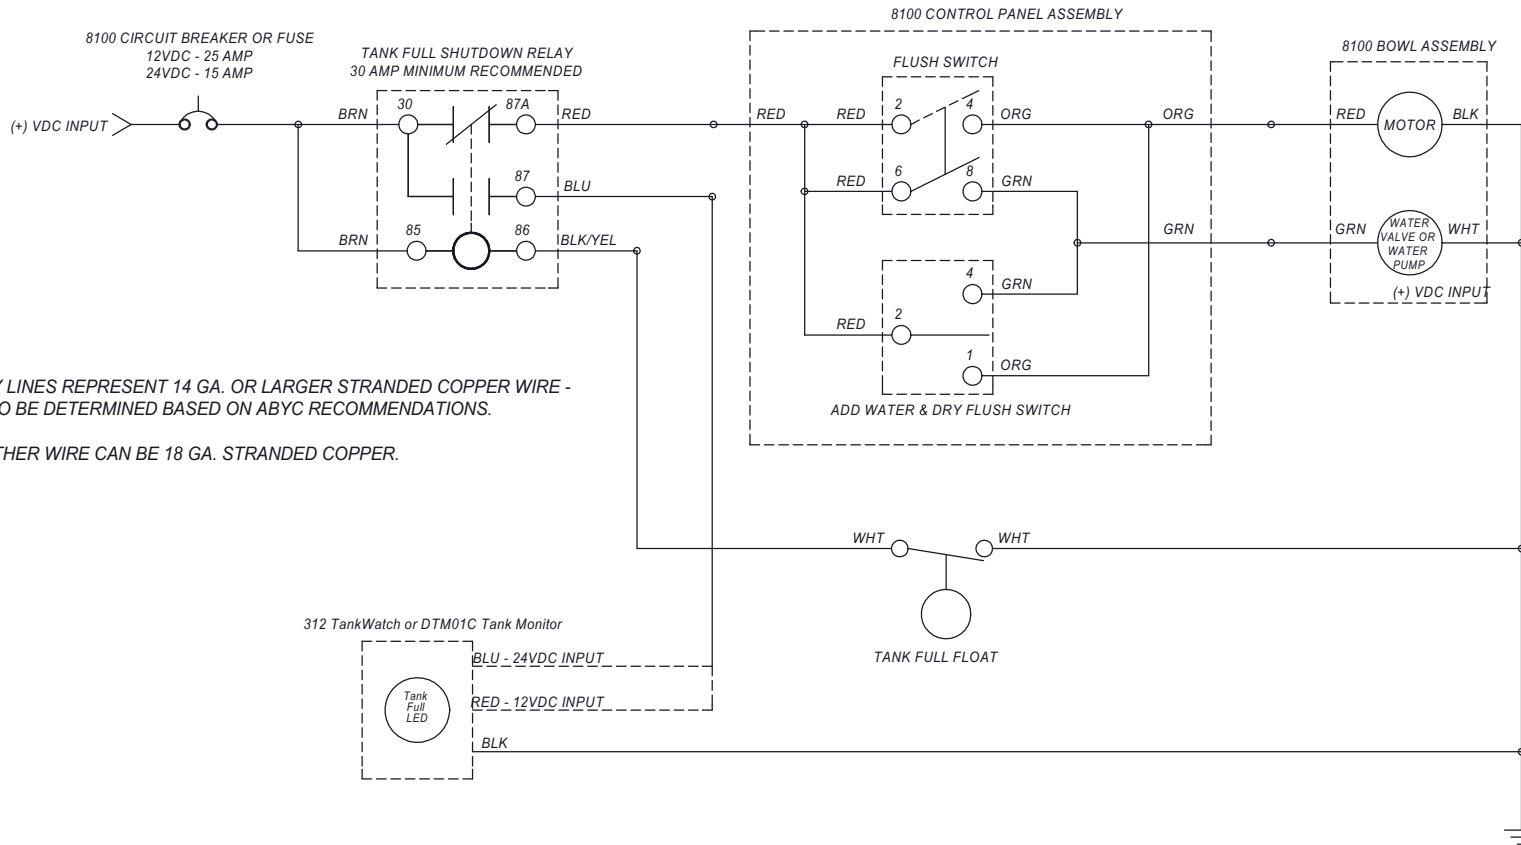 8100 CONTROL PANEL ASSEMBLY
8100 CIRCUIT BREAKER OR FUSE
12VDC - 25 AMP
24VDC - 15 AMP
TANK FULL SHUTDOWN RELAY
30 AMP MINIMUM RECOMMENDED
FLUSH SWITCH
8100 BOWL ASSEMBLY
(+) VDC INPUT
BRN
30
87A
RED
RED
RED
2
4
ORG
ORG
RED
MOTOR
BLK
87
BLU
RED
6
8
GRN
BRN
85
86
BLK/YEL
GRN
GRN
WATER
VALVE OR
WATER
PUMP
WHT
(+) VDC INPUT
4
GRN
RED
2
1
ORG
ADD WATER & DRY FLUSH SWITCH
LINES REPRESENT 14 GA. OR LARGER STRANDED COPPER WIRE -
O BE DETERMINED BASED ON ABYC RECOMMENDATIONS.
THER WIRE CAN BE 18 GA. STRANDED COPPER.
WHT
WHT
TANK FULL FLOAT
312 TankWatch or DTM01C Tank Monitor
BLU - 24VDC INPUT
Tank
Full
LED
RED - 12VDC INPUT
BLK